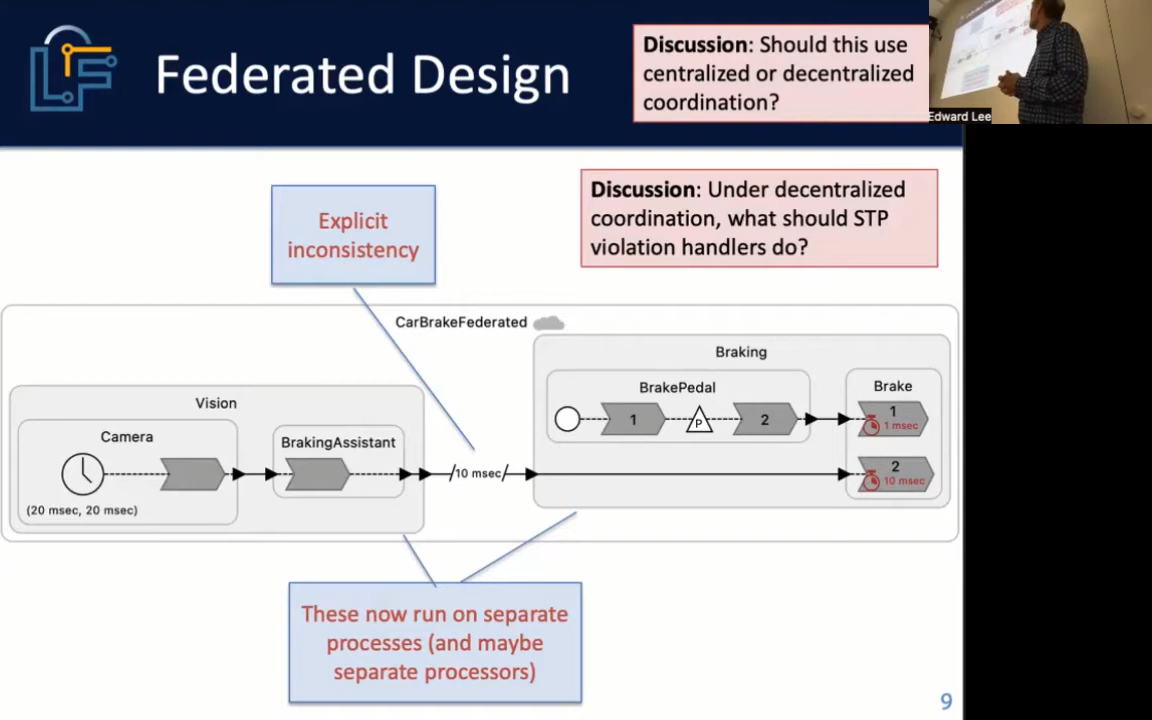 Federated Design
Discussion: Should this use
centralized or decentralized
coordination?
Edward Lee
Explicit
inconsistency
Discussion: Under decentralized
coordination, what should STP
violation handlers do?
CarBrakeFederated
Braking
BrakePedal
Brake
1
P
2
1
1 msec
Vision
Camera
BrakingAssistant
10 msec
2
10 msec
(20 msec, 20 msec)
These now run on separate
processes (and maybe
separate processors)
9